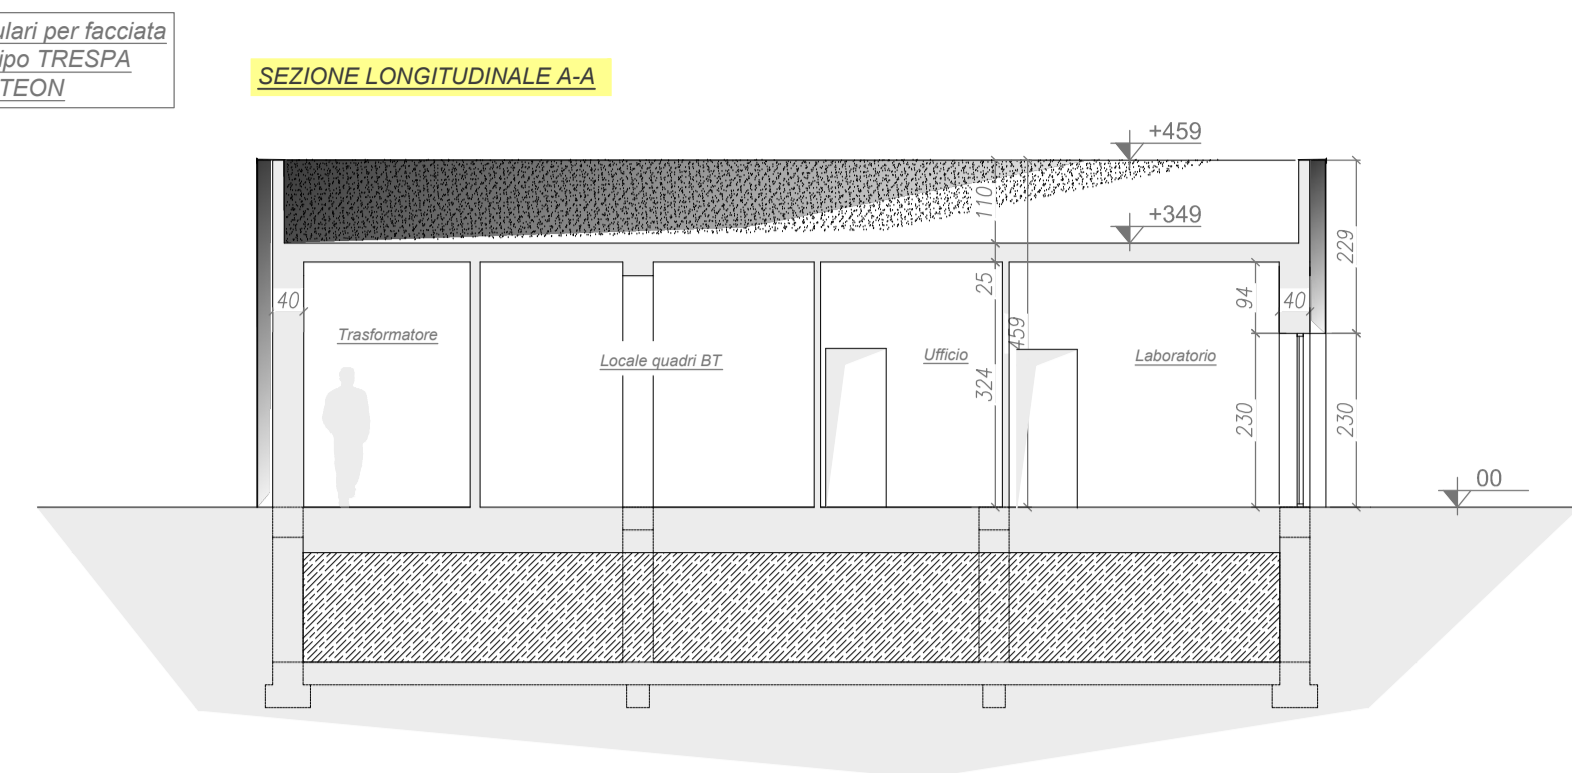 ulari per facciata
ipo TRESPA
TEON
SEZIONE LONGITUDINALE A-A
+459
110
+349
229
40
25
94
40
459
Trasformatore
Locale quadri BT
Ufficio
Laboratorio
324
230
230
00